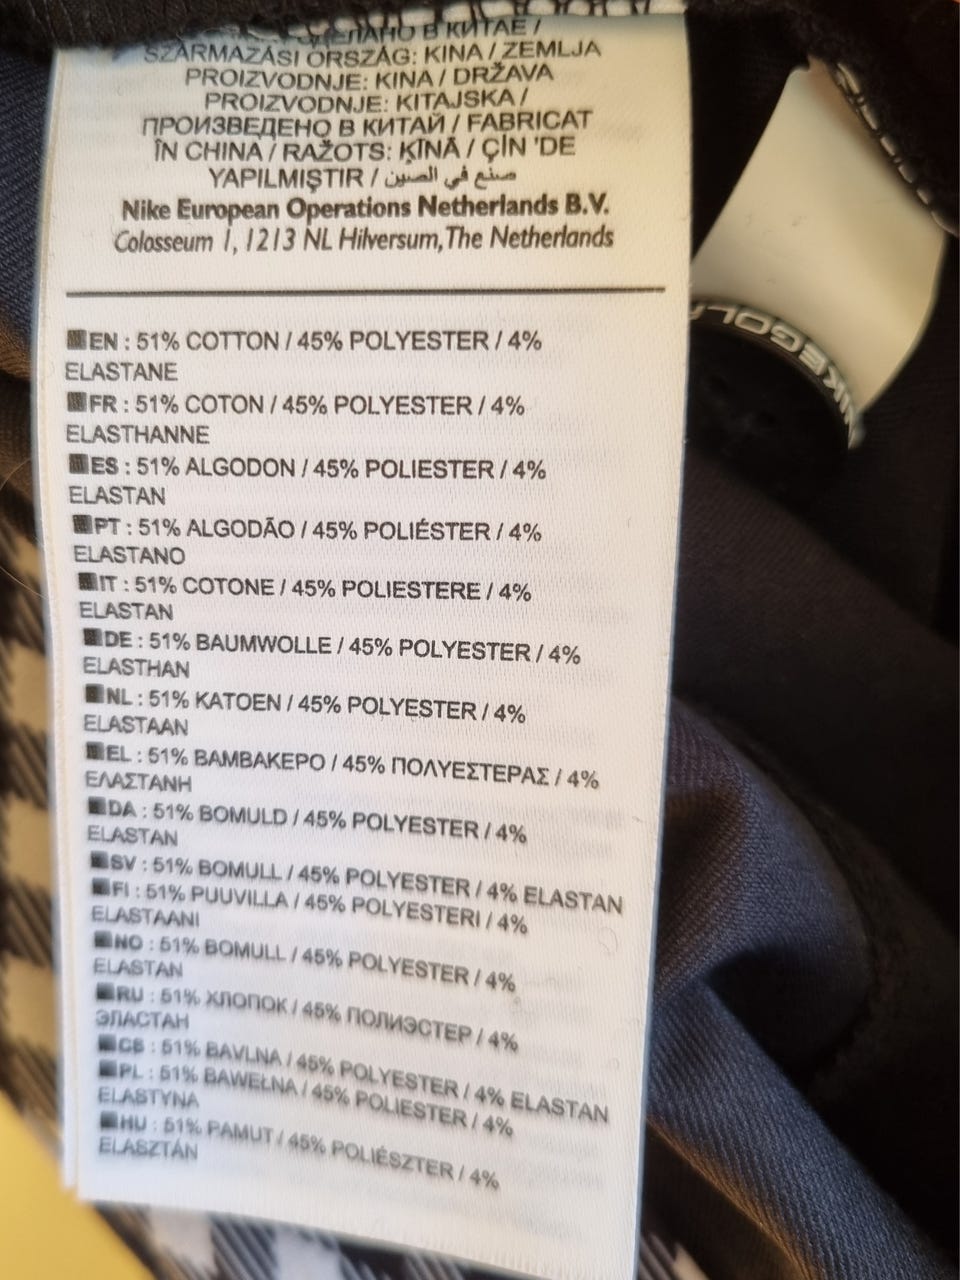 СДЕЛАНО В КИТАЕ /
SZÁRMAZÁSI ORSZÁG: KINA / ZEMLJA
PROIZVODNJE: KINA / DRŽAVA
PROIZVODNJE: KITAJSKA /
ПРОИЗВЕДЕНО В КИТАЙ / FABRICAT
ÎN CHINA / RAŽOTS: ĶĪNĀ / ÇİN 'DE
YAPILMIŞTIR / صنع في الصين
Nike European Operations Netherlands B.V.
Colosseum 1, 1213 NL Hilversum, The Netherlands
EN : 51% COTTON / 45% POLYESTER / 4%
ELASTANE
FR : 51% COTON / 45% POLYESTER / 4%
ELASTHANNE
ES : 51% ALGODON / 45% POLIESTER / 4%
ELASTAN
PT : 51% ALGODÃO / 45% POLIÉSTER / 4%
ELASTANO
IT : 51% COTONE / 45% POLIESTERE / 4%
ELASTAN
DE : 51% BAUMWOLLE / 45% POLYESTER / 4%
ELASTHAN
NL : 51% KATOEN / 45% POLYESTER / 4%
ELASTAAN
EL : 51% ΒΑΜΒΑΚΕΡΟ / 45% ΠΟΛΥΕΣΤΕΡΑΣ / 4%
ΕΛΑΣΤΑΝΗ
DA : 51% BOMULD / 45% POLYESTER / 4%
ELASTAN
SV : 51% BOMULL / 45% POLYESTER / 4% ELASTAN
FI : 51% PUUVILLA / 45% POLYESTERI / 4%
ELASTAANI
NO : 51% BOMULL / 45% POLYESTER / 4%
ELASTAN
RU : 51% ХЛОПОК / 45% ПОЛИЭСТЕР / 4%
ЭЛАСТАН
CS : 51% BAVLNA / 45% POLYESTER / 4% ELASTAN
PL : 51% BAWEŁNA / 45% POLIESTER / 4%
ELASTYNA
HU : 51% PAMUT / 45% POLIÉSZTER / 4%
ELASZTÁN
NIKEGOL